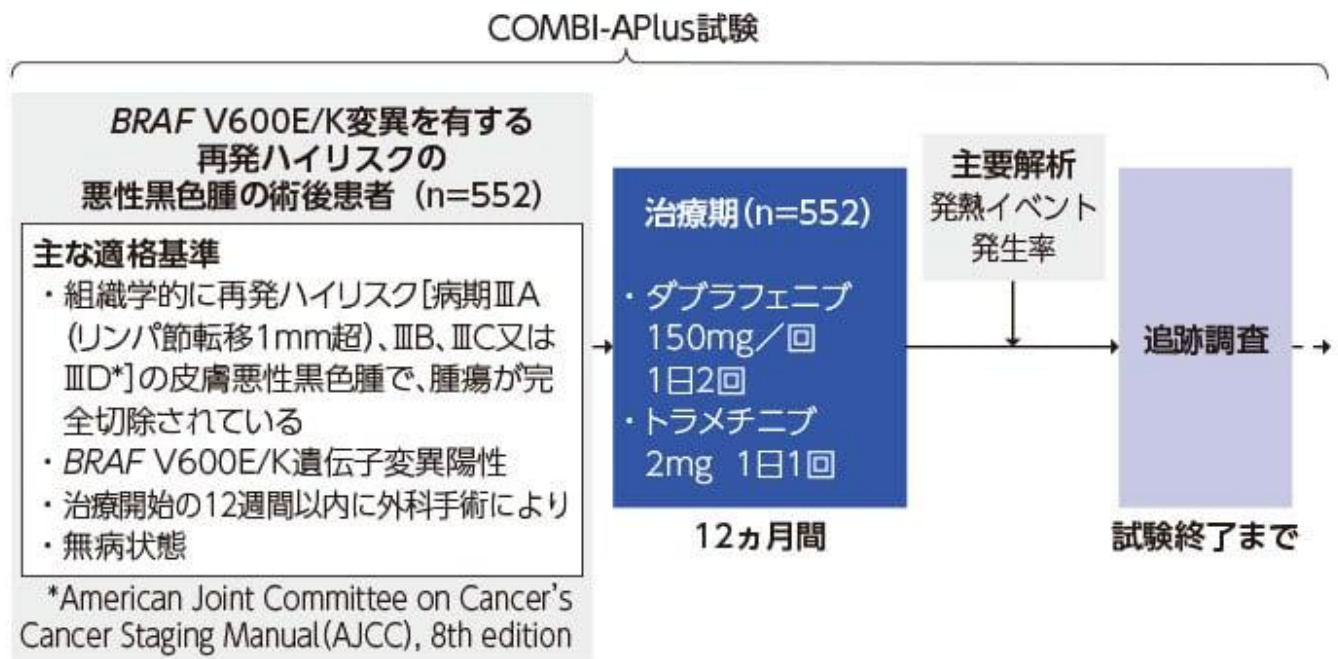 COMBI-APlus試験
BRAF V600E/K変異を有する
再発ハイリスクの
悪性黒色腫の術後患者（n=552）
主な適格基準
・組織学的に再発ハイリスク[病期ⅢA
(リンパ節転移1mm超)、ⅢB、ⅢC又は
ⅢD*]の皮膚悪性黒色腫で、腫瘍が完
全切除されている
・BRAF V600E/K遺伝子変異陽性
・治療開始の12週間以内に外科手術により
・無病状態
*American Joint Committee on Cancer's
Cancer Staging Manual(AJCC), 8th edition
治療期(n=552)
・ダブラフェニブ
150mg／回
1日2回
・トラメチニブ
2mg 1日1回
12ヵ月間
主要解析
発熱イベント
発生率
追跡調査
試験終了まで